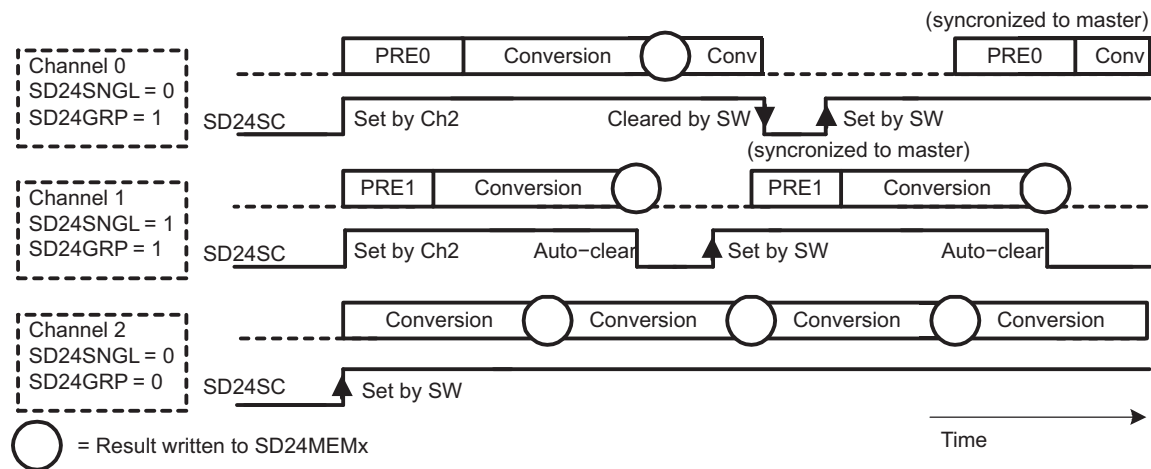 (syncronized to master)
Channel 0
SD24SNGL = 0
SD24GRP = 1
PRE0 Conversion Conv PRE0 Conv
SD24SC Set by Ch2 Cleared by SW Set by SW
(syncronized to master)
Channel 1
SD24SNGL = 1
SD24GRP = 1
PRE1 Conversion PRE1 Conversion
SD24SC Set by Ch2 Auto−clear Set by SW Auto−clear
Channel 2
SD24SNGL = 0
SD24GRP = 0
Conversion Conversion Conversion Conversion
SD24SC Set by SW
= Result written to SD24MEMx
Time